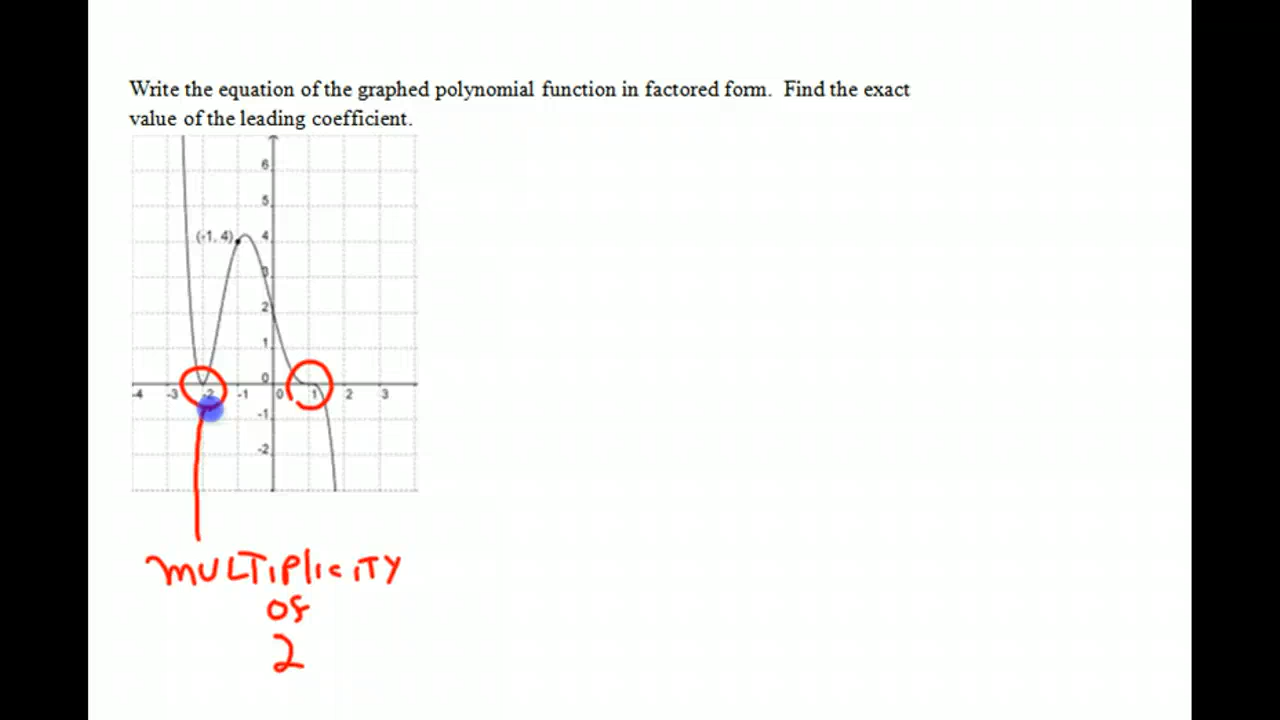 Write the equation of the graphed polynomial function in factored form. Find the exact
value of the leading coefficient.
6
5
(-1, 4) 4
3
2
1
0
-4 -3 -2 -1 0 1 2 3
-1
-2
MULTIPLICITY
OF
2